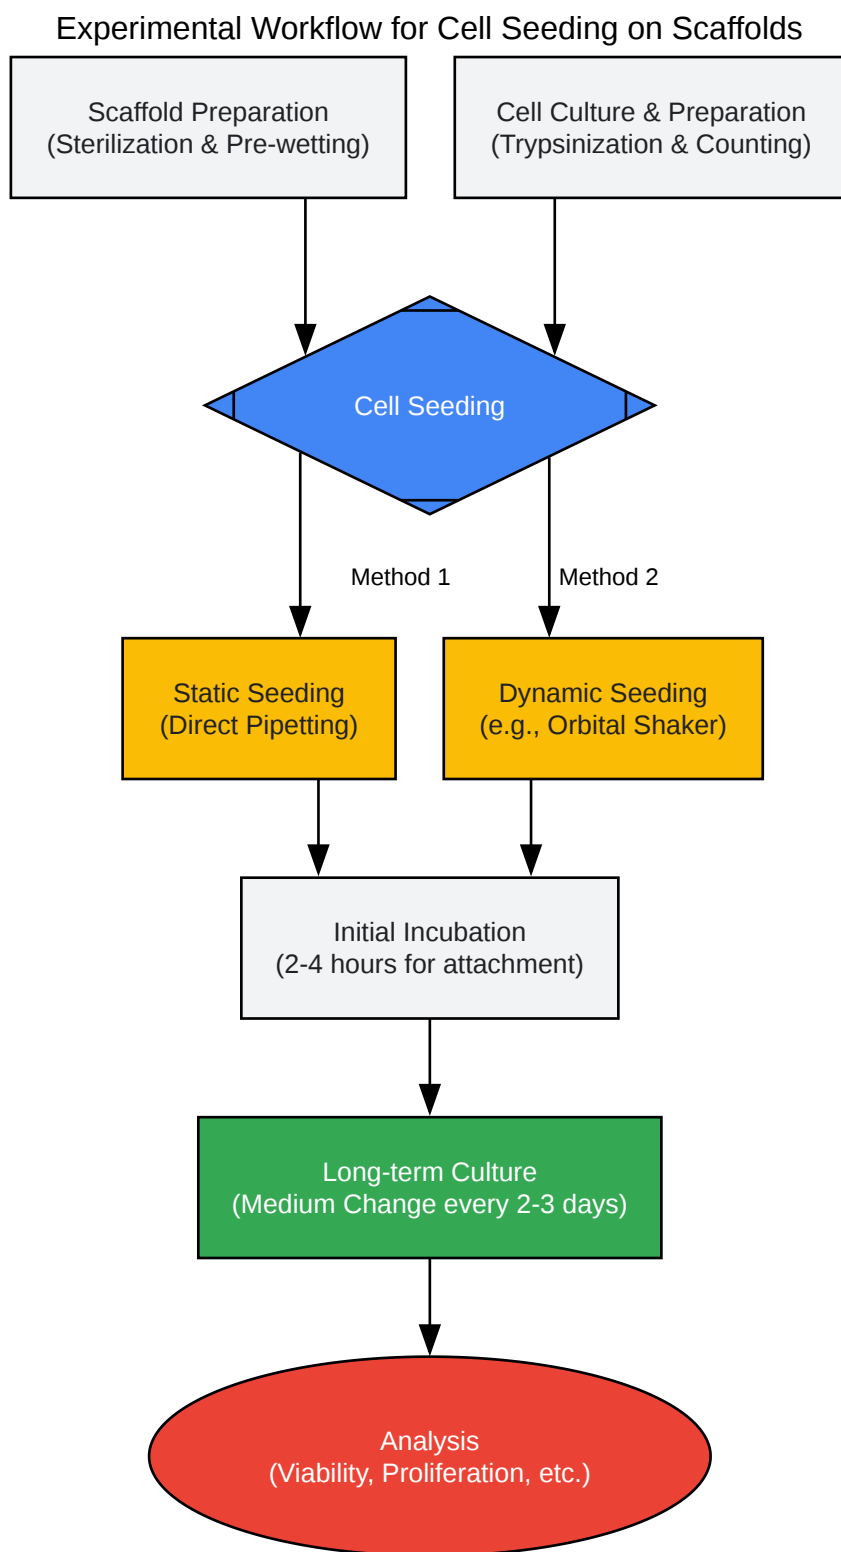 Experimental Workflow for Cell Seeding on Scaffolds
Scaffold Preparation
(Sterilization & Pre-wetting)
Cell Culture & Preparation
(Trypsinization & Counting)
Cell Seeding
Method 1
Method 2
Static Seeding
(Direct Pipetting)
Dynamic Seeding
(e.g., Orbital Shaker)
Initial Incubation
(2-4 hours for attachment)
Long-term Culture
(Medium Change every 2-3 days)
Analysis
(Viability, Proliferation, etc.)